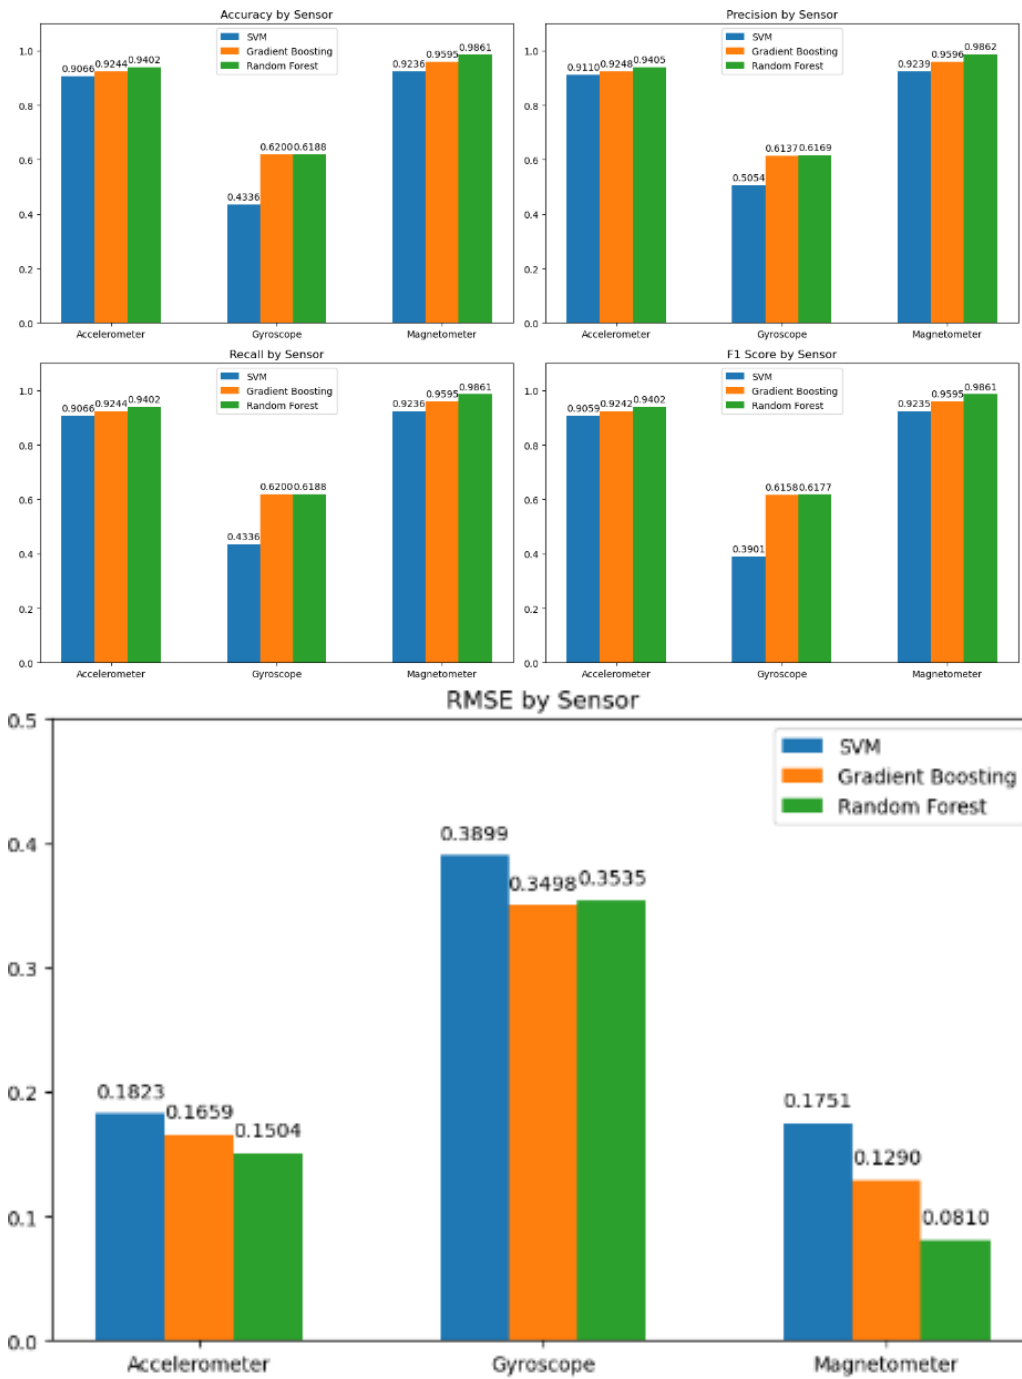 Accuracy by Sensor
SVM
Gradient Boosting
Random Forest
1.0
0.8
0.6
0.4
0.2
0.0
0.9066 0.9244 0.9402
0.4336 0.6200 0.6188
0.9236 0.9595 0.9861
Accelerometer Gyroscope Magnetometer
Precision by Sensor
SVM
Gradient Boosting
Random Forest
1.0
0.8
0.6
0.4
0.2
0.0
0.9110 0.9248 0.9405
0.5054 0.6137 0.6169
0.9239 0.9596 0.9862
Accelerometer Gyroscope Magnetometer
Recall by Sensor
SVM
Gradient Boosting
Random Forest
1.0
0.8
0.6
0.4
0.2
0.0
0.9066 0.9244 0.9402
0.4336 0.6200 0.6188
0.9236 0.9595 0.9861
Accelerometer Gyroscope Magnetometer
F1 Score by Sensor
SVM
Gradient Boosting
Random Forest
1.0
0.8
0.6
0.4
0.2
0.0
0.9059 0.9242 0.9402
0.3901 0.6158 0.6177
0.9235 0.9595 0.9861
Accelerometer Gyroscope Magnetometer
RMSE by Sensor
SVM
Gradient Boosting
Random Forest
0.5
0.4
0.3
0.2
0.1
0.0
0.1823 0.1659 0.1504
0.3899 0.3498 0.3535
0.1751 0.1290 0.0810
Accelerometer Gyroscope Magnetometer